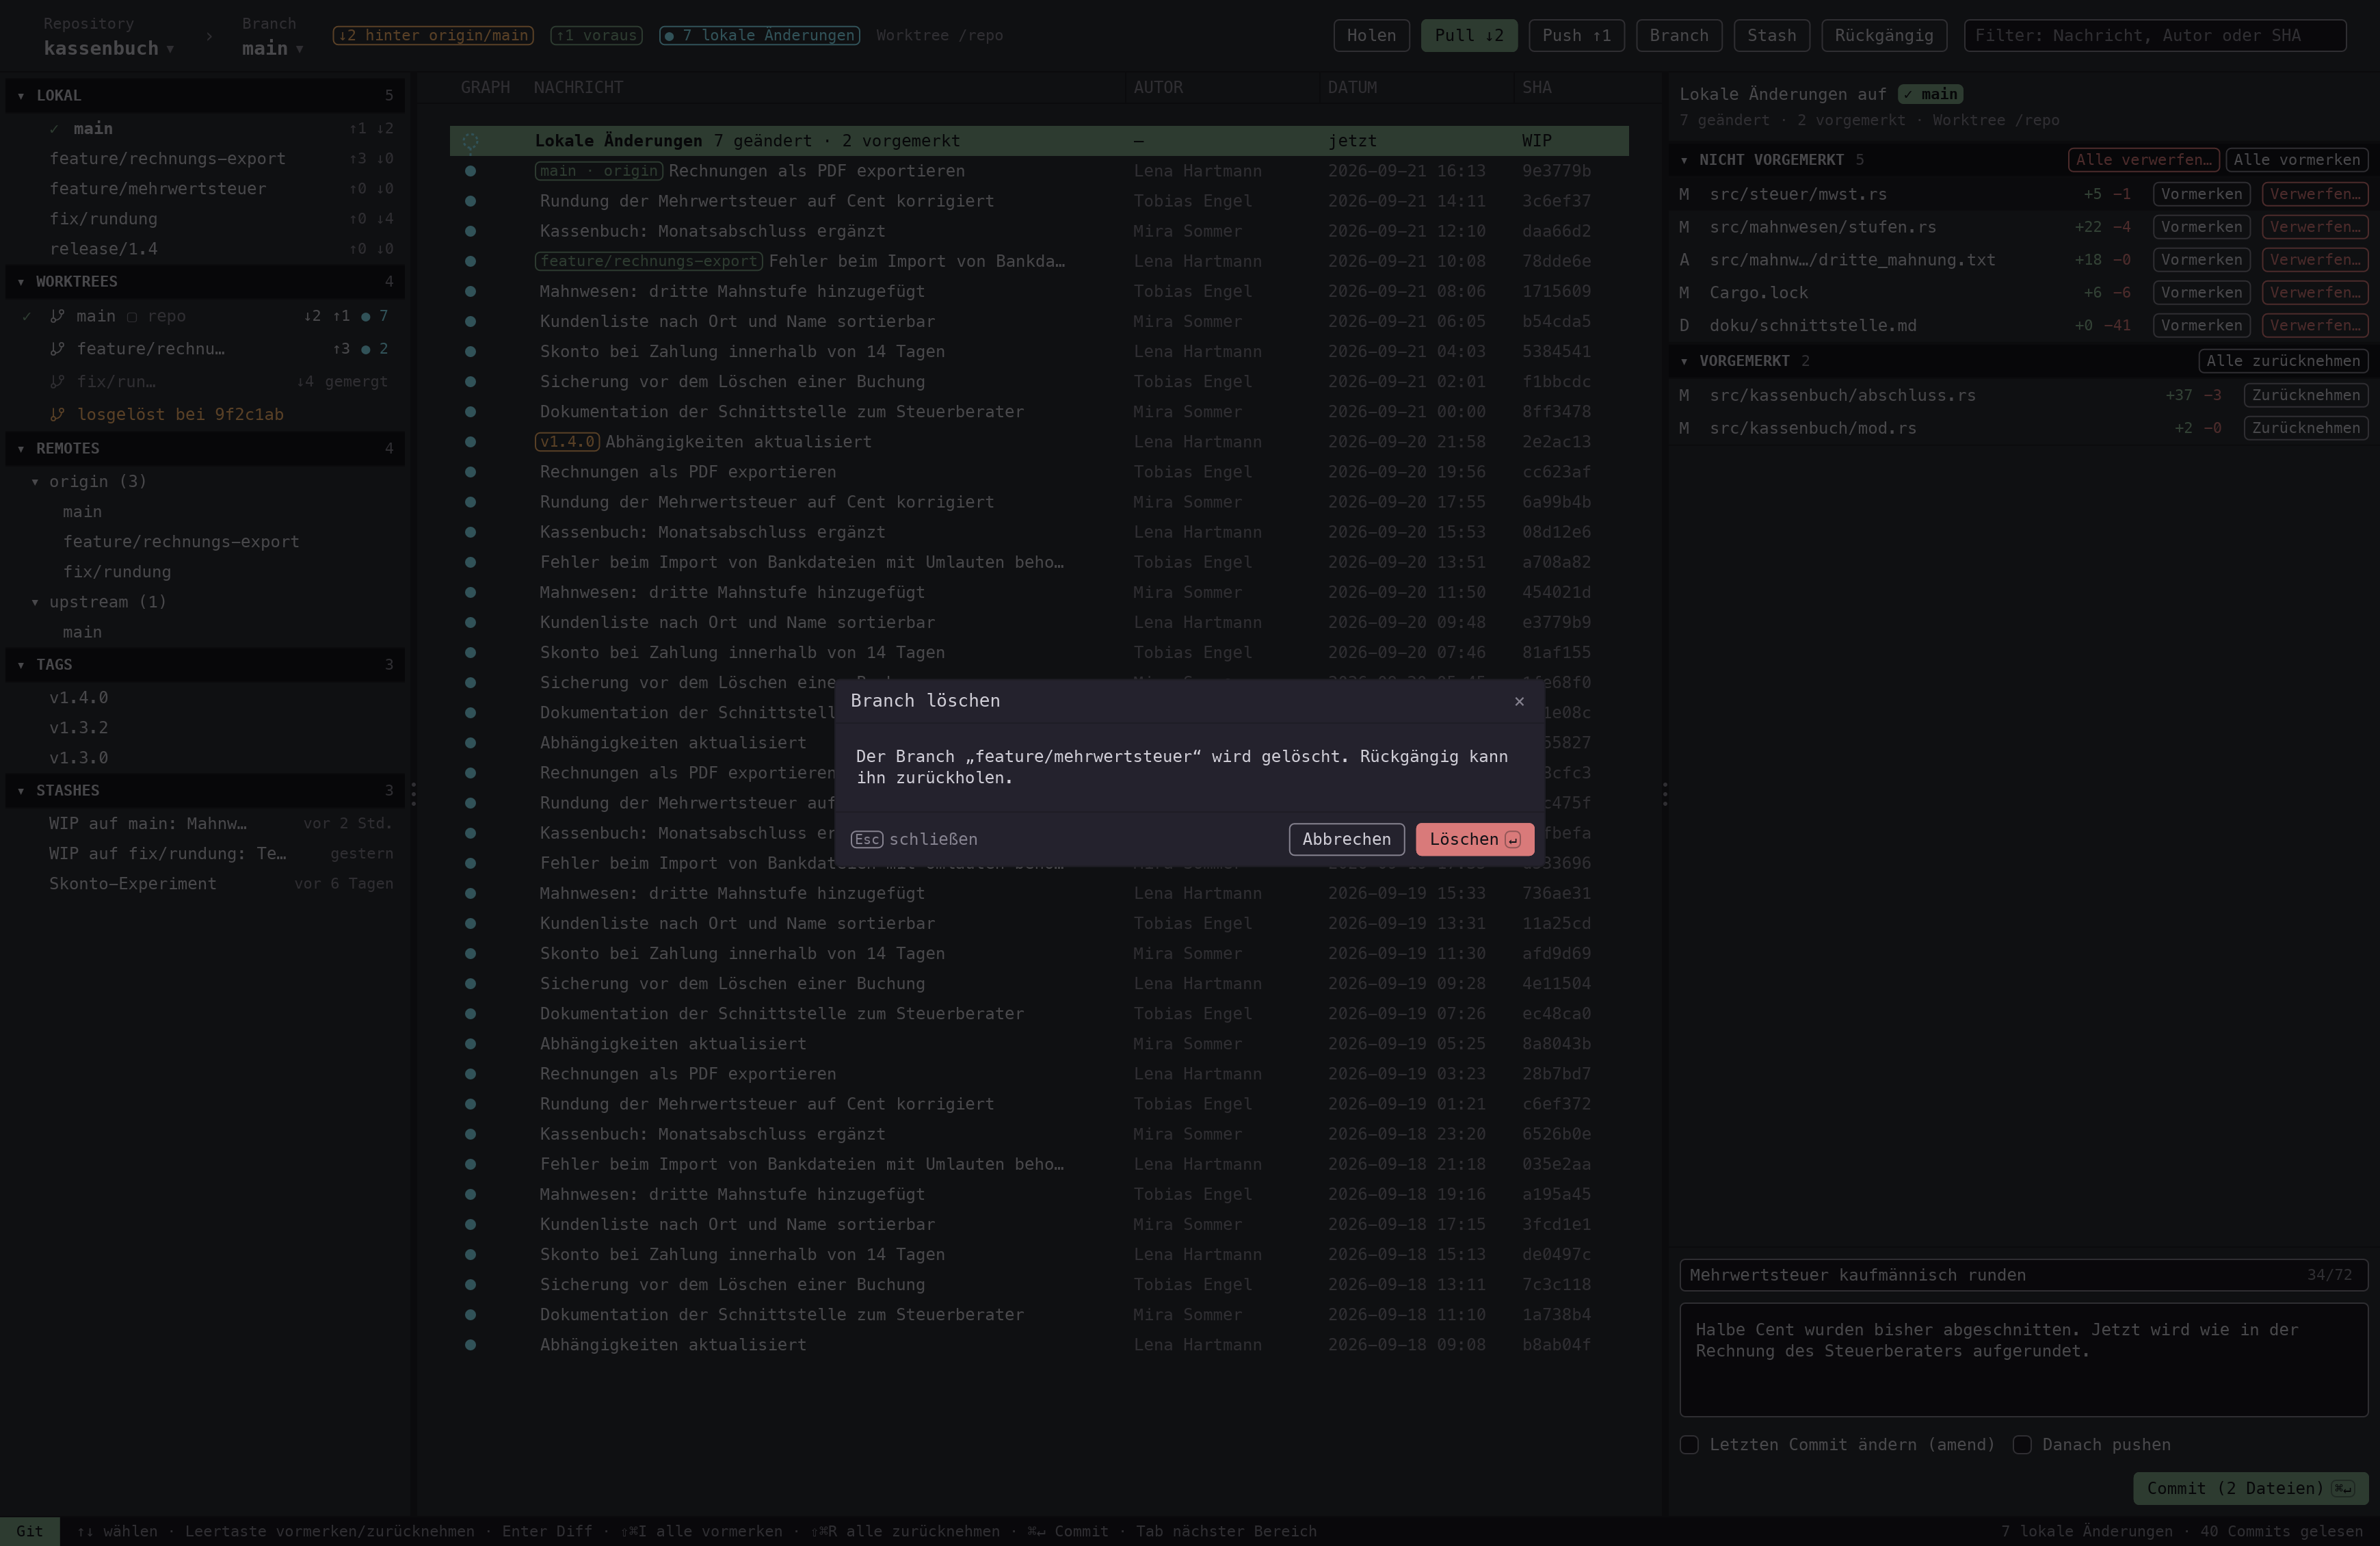 Repository
kassenbuch ▾
›
Branch
main ▾
↓2 hinter origin/main
↑1 voraus
● 7 lokale Änderungen
Worktree /repo
Holen
Pull ↓2
Push ↑1
Branch
Stash
Rückgängig
Filter: Nachricht, Autor oder SHA
▾ LOKAL 5
✓ main ↑1 ↓2
feature/rechnungs-export ↑3 ↓0
feature/mehrwertsteuer ↑0 ↓0
fix/rundung ↑0 ↓4
release/1.4 ↑0 ↓0
▾ WORKTREES 4
✓ main ▢ repo ↓2 ↑1 ● 7
feature/rechnu… ↑3 ● 2
fix/run… ↓4 gemergt
losgelöst bei 9f2c1ab
▾ REMOTES 4
▾ origin (3)
main
feature/rechnungs-export
fix/rundung
▾ upstream (1)
main
▾ TAGS 3
v1.4.0
v1.3.2
v1.3.0
▾ STASHES 3
WIP auf main: Mahnw… vor 2 Std.
WIP auf fix/rundung: Te… gestern
Skonto-Experiment vor 6 Tagen
GRAPH NACHRICHT AUTOR DATUM SHA
Lokale Änderungen 7 geändert · 2 vorgemerkt — jetzt WIP
main · origin Rechnungen als PDF exportieren Lena Hartmann 2026-09-21 16:13 9e3779b
Rundung der Mehrwertsteuer auf Cent korrigiert Tobias Engel 2026-09-21 14:11 3c6ef37
Kassenbuch: Monatsabschluss ergänzt Mira Sommer 2026-09-21 12:10 daa66d2
feature/rechnungs-export Fehler beim Import von Bankda… Lena Hartmann 2026-09-21 10:08 78dde6e
Mahnwesen: dritte Mahnstufe hinzugefügt Tobias Engel 2026-09-21 08:06 1715609
Kundenliste nach Ort und Name sortierbar Mira Sommer 2026-09-21 06:05 b54cda5
Skonto bei Zahlung innerhalb von 14 Tagen Lena Hartmann 2026-09-21 04:03 5384541
Sicherung vor dem Löschen einer Buchung Tobias Engel 2026-09-21 02:01 f1bbcdc
Dokumentation der Schnittstelle zum Steuerberater Mira Sommer 2026-09-21 00:00 8ff3478
v1.4.0 Abhängigkeiten aktualisiert Lena Hartmann 2026-09-20 21:58 2e2ac13
Rechnungen als PDF exportieren Tobias Engel 2026-09-20 19:56 cc623af
Rundung der Mehrwertsteuer auf Cent korrigiert Mira Sommer 2026-09-20 17:55 6a99b4b
Kassenbuch: Monatsabschluss ergänzt Lena Hartmann 2026-09-20 15:53 08d12e6
Fehler beim Import von Bankdateien mit Umlauten beho… Tobias Engel 2026-09-20 13:51 a708a82
Mahnwesen: dritte Mahnstufe hinzugefügt Mira Sommer 2026-09-20 11:50 454021d
Kundenliste nach Ort und Name sortierbar Lena Hartmann 2026-09-20 09:48 e3779b9
Skonto bei Zahlung innerhalb von 14 Tagen Tobias Engel 2026-09-20 07:46 81af155
Sicherung vor dem Löschen eine e68f0
Dokumentation der Schnittstell 1e08c
Abhängigkeiten aktualisiert 55827
Rechnungen als PDF exportieren 3cfc3
Rundung der Mehrwertsteuer auf c475f
Kassenbuch: Monatsabschluss er fbefa
Fehler beim Import von 33696
Mahnwesen: dritte Mahnstufe hinzugefügt Lena Hartmann 2026-09-19 15:33 736ae31
Kundenliste nach Ort und Name sortierbar Tobias Engel 2026-09-19 13:31 11a25cd
Skonto bei Zahlung innerhalb von 14 Tagen Mira Sommer 2026-09-19 11:30 afd9d69
Sicherung vor dem Löschen einer Buchung Lena Hartmann 2026-09-19 09:28 4e11504
Dokumentation der Schnittstelle zum Steuerberater Tobias Engel 2026-09-19 07:26 ec48ca0
Abhängigkeiten aktualisiert Mira Sommer 2026-09-19 05:25 8a8043b
Rechnungen als PDF exportieren Lena Hartmann 2026-09-19 03:23 28b7bd7
Rundung der Mehrwertsteuer auf Cent korrigiert Tobias Engel 2026-09-19 01:21 c6ef372
Kassenbuch: Monatsabschluss ergänzt Mira Sommer 2026-09-18 23:20 6526b0e
Fehler beim Import von Bankdateien mit Umlauten beho… Lena Hartmann 2026-09-18 21:18 035e2aa
Mahnwesen: dritte Mahnstufe hinzugefügt Tobias Engel 2026-09-18 19:16 a195a45
Kundenliste nach Ort und Name sortierbar Mira Sommer 2026-09-18 17:15 3fcd1e1
Skonto bei Zahlung innerhalb von 14 Tagen Lena Hartmann 2026-09-18 15:13 de0497c
Sicherung vor dem Löschen einer Buchung Tobias Engel 2026-09-18 13:11 7c3c118
Dokumentation der Schnittstelle zum Steuerberater Mira Sommer 2026-09-18 11:10 1a738b4
Abhängigkeiten aktualisiert Lena Hartmann 2026-09-18 09:08 b8ab04f
Branch löschen ×
Der Branch „feature/mehrwertsteuer“ wird gelöscht. Rückgängig kann
ihn zurückholen.
Esc schließen
Abbrechen
Löschen ↵
Lokale Änderungen auf ✓ main
7 geändert · 2 vorgemerkt · Worktree /repo
▾ NICHT VORGEMERKT 5 Alle verwerfen… Alle vormerken
M src/steuer/mwst.rs +5 −1 Vormerken Verwerfen…
M src/mahnwesen/stufen.rs +22 −4 Vormerken Verwerfen…
A src/mahnw…/dritte_mahnung.txt +18 −0 Vormerken Verwerfen…
M Cargo.lock +6 −6 Vormerken Verwerfen…
D doku/schnittstelle.md +0 −41 Vormerken Verwerfen…
▾ VORGEMERKT 2 Alle zurücknehmen
M src/kassenbuch/abschluss.rs +37 −3 Zurücknehmen
M src/kassenbuch/mod.rs +2 −0 Zurücknehmen
Mehrwertsteuer kaufmännisch runden 34/72
Halbe Cent wurden bisher abgeschnitten. Jetzt wird wie in der
Rechnung des Steuerberaters aufgerundet.
Letzten Commit ändern (amend)
Danach pushen
Commit (2 Dateien) ⌘↵
Git ↑↓ wählen · Leertaste vormerken/zurücknehmen · Enter Diff · ⇧⌘I alle vormerken · ⇧⌘R alle zurücknehmen · ⌘↵ Commit · Tab nächster Bereich
7 lokale Änderungen · 40 Commits gelesen